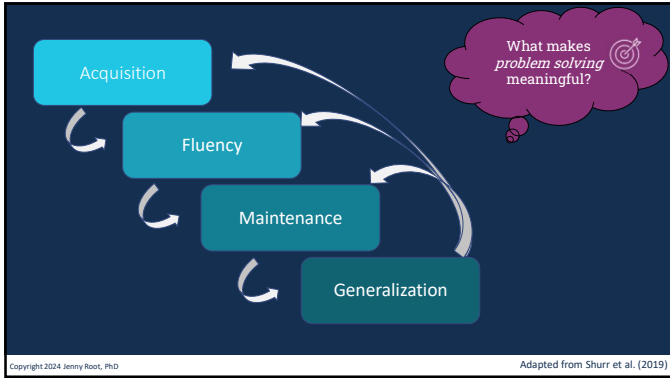 What makes
problem solving
meaningful?
Acquisition
Fluency
Maintenance
Generalization
Copyright 2024 Jenny Root, PhD
Adapted from Shurr et al. (2019)